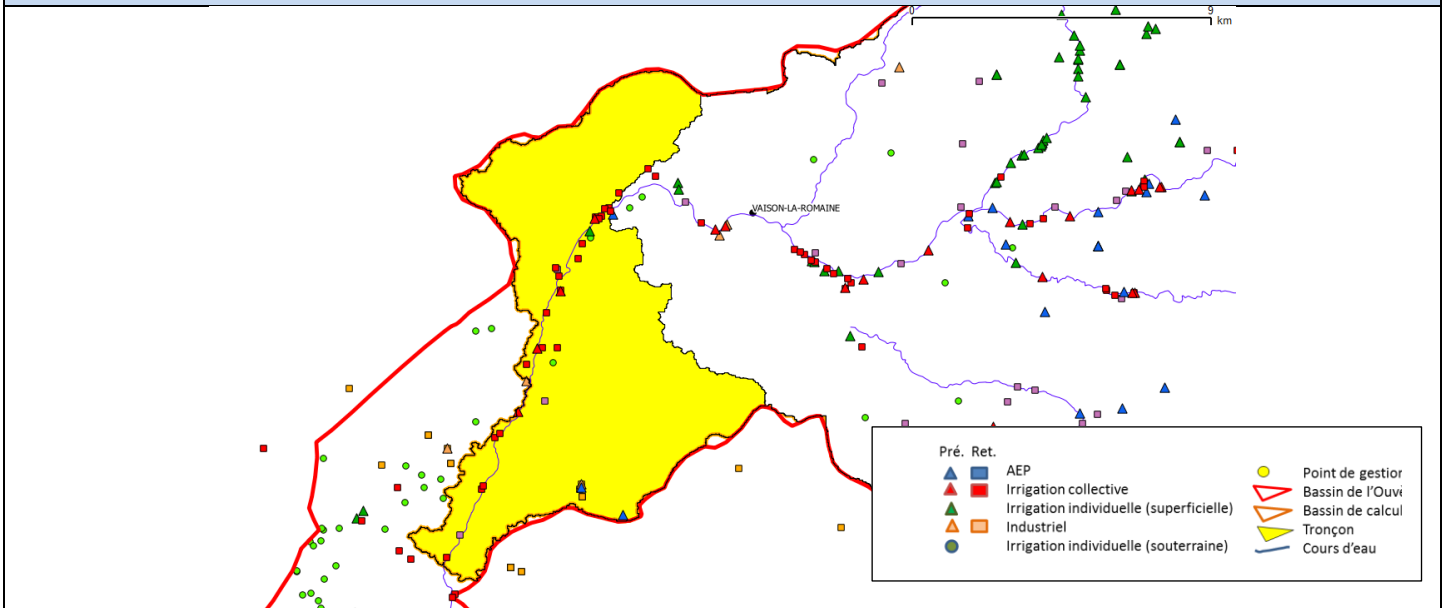 0 9
km
VAISON-LA-ROMAINE
Pré. Ret.
AEP
Irrigation collective
Irrigation individuelle (superficielle)
Industriel
Irrigation individuelle (souterraine)
Point de gestior
Bassin de l'Ouvè
Bassin de calcul
Tronçon
Cours d'eau